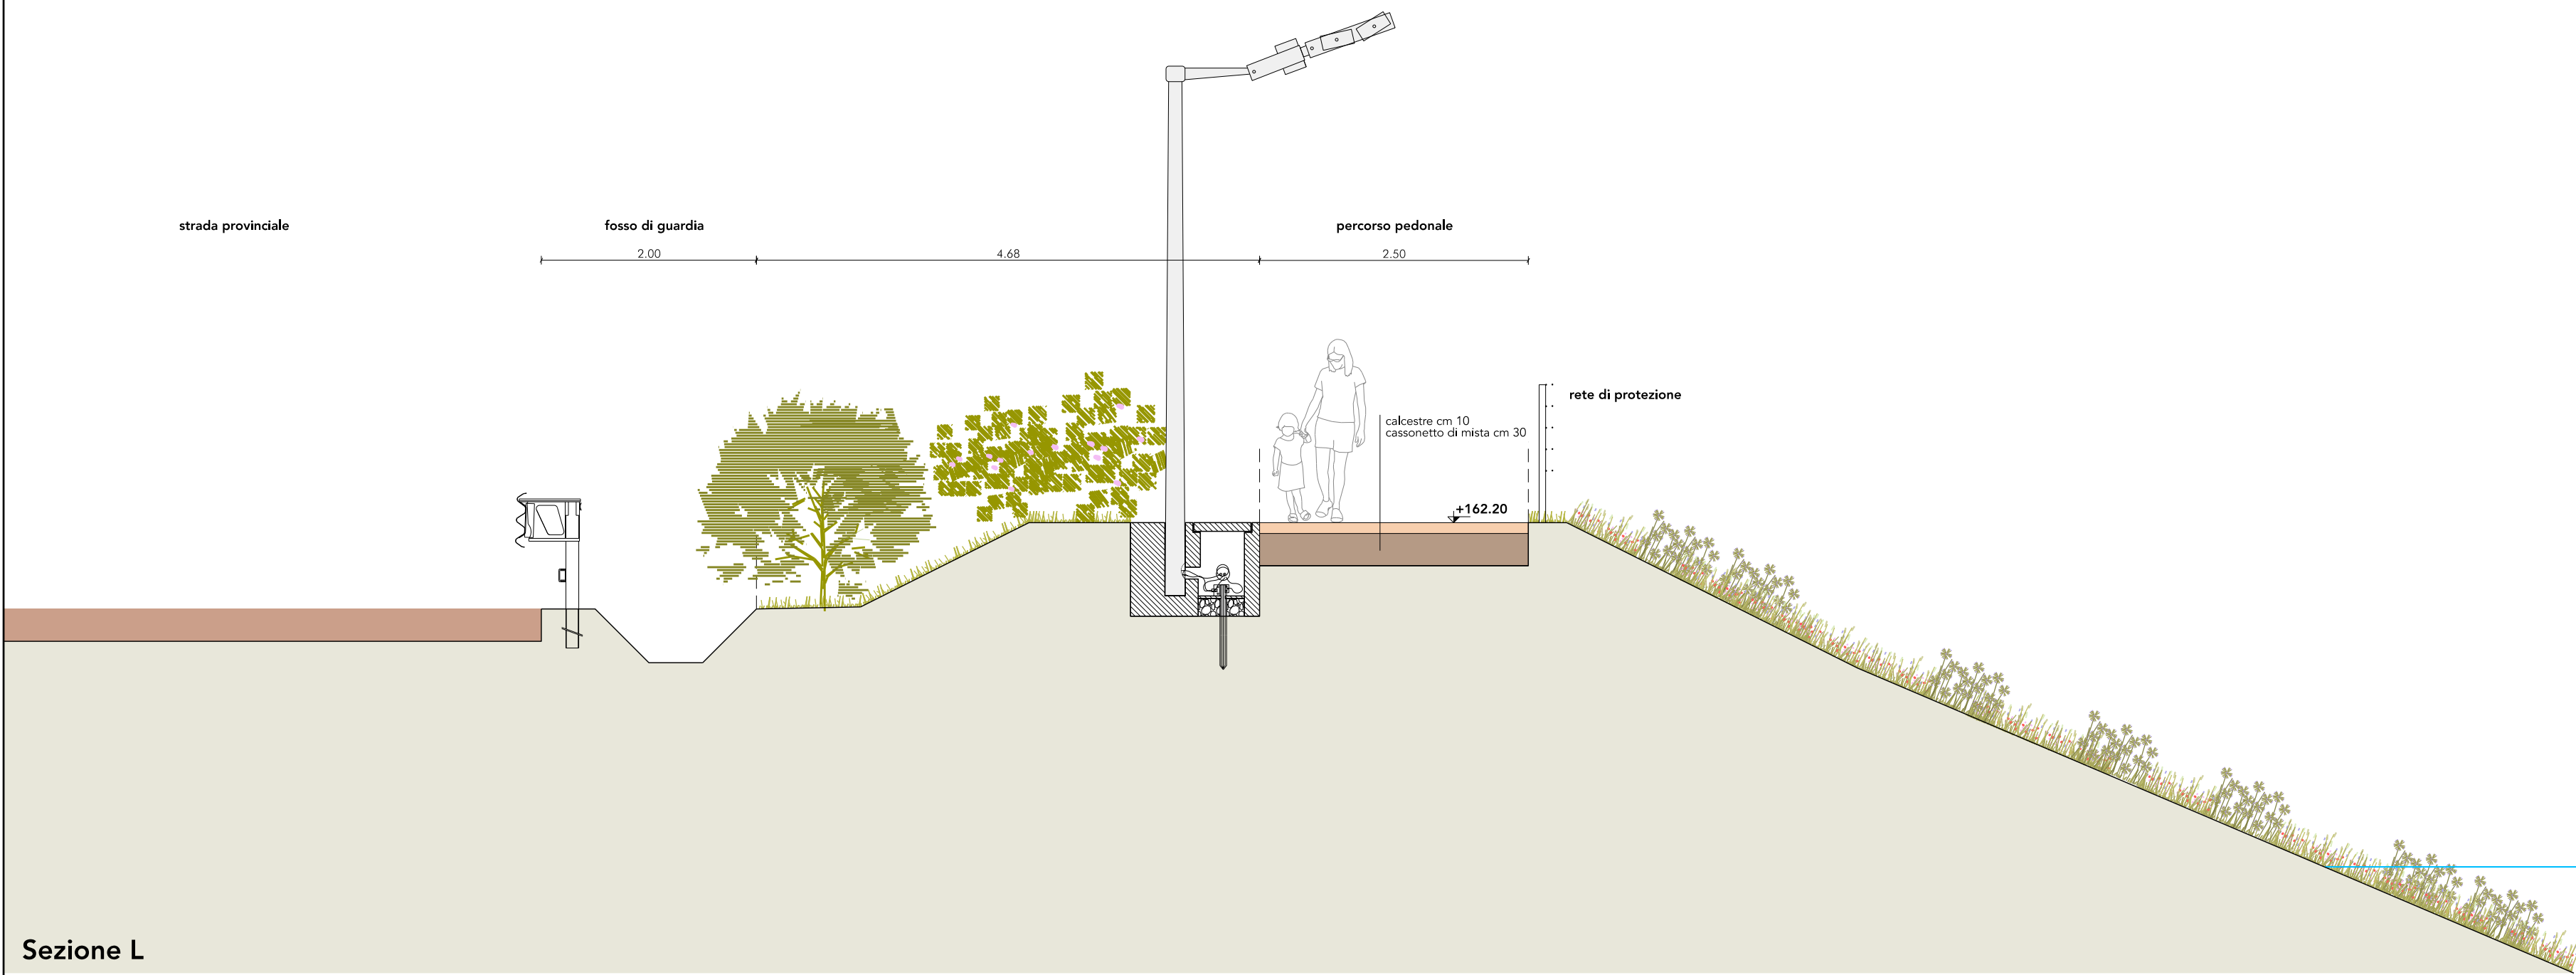 strada provinciale
fosso di guardia
percorso pedonale
2.00
4.68
2.50
rete di protezione
calcestre cm 10
cassonetto di mista cm 30
+162.20
Sezione L